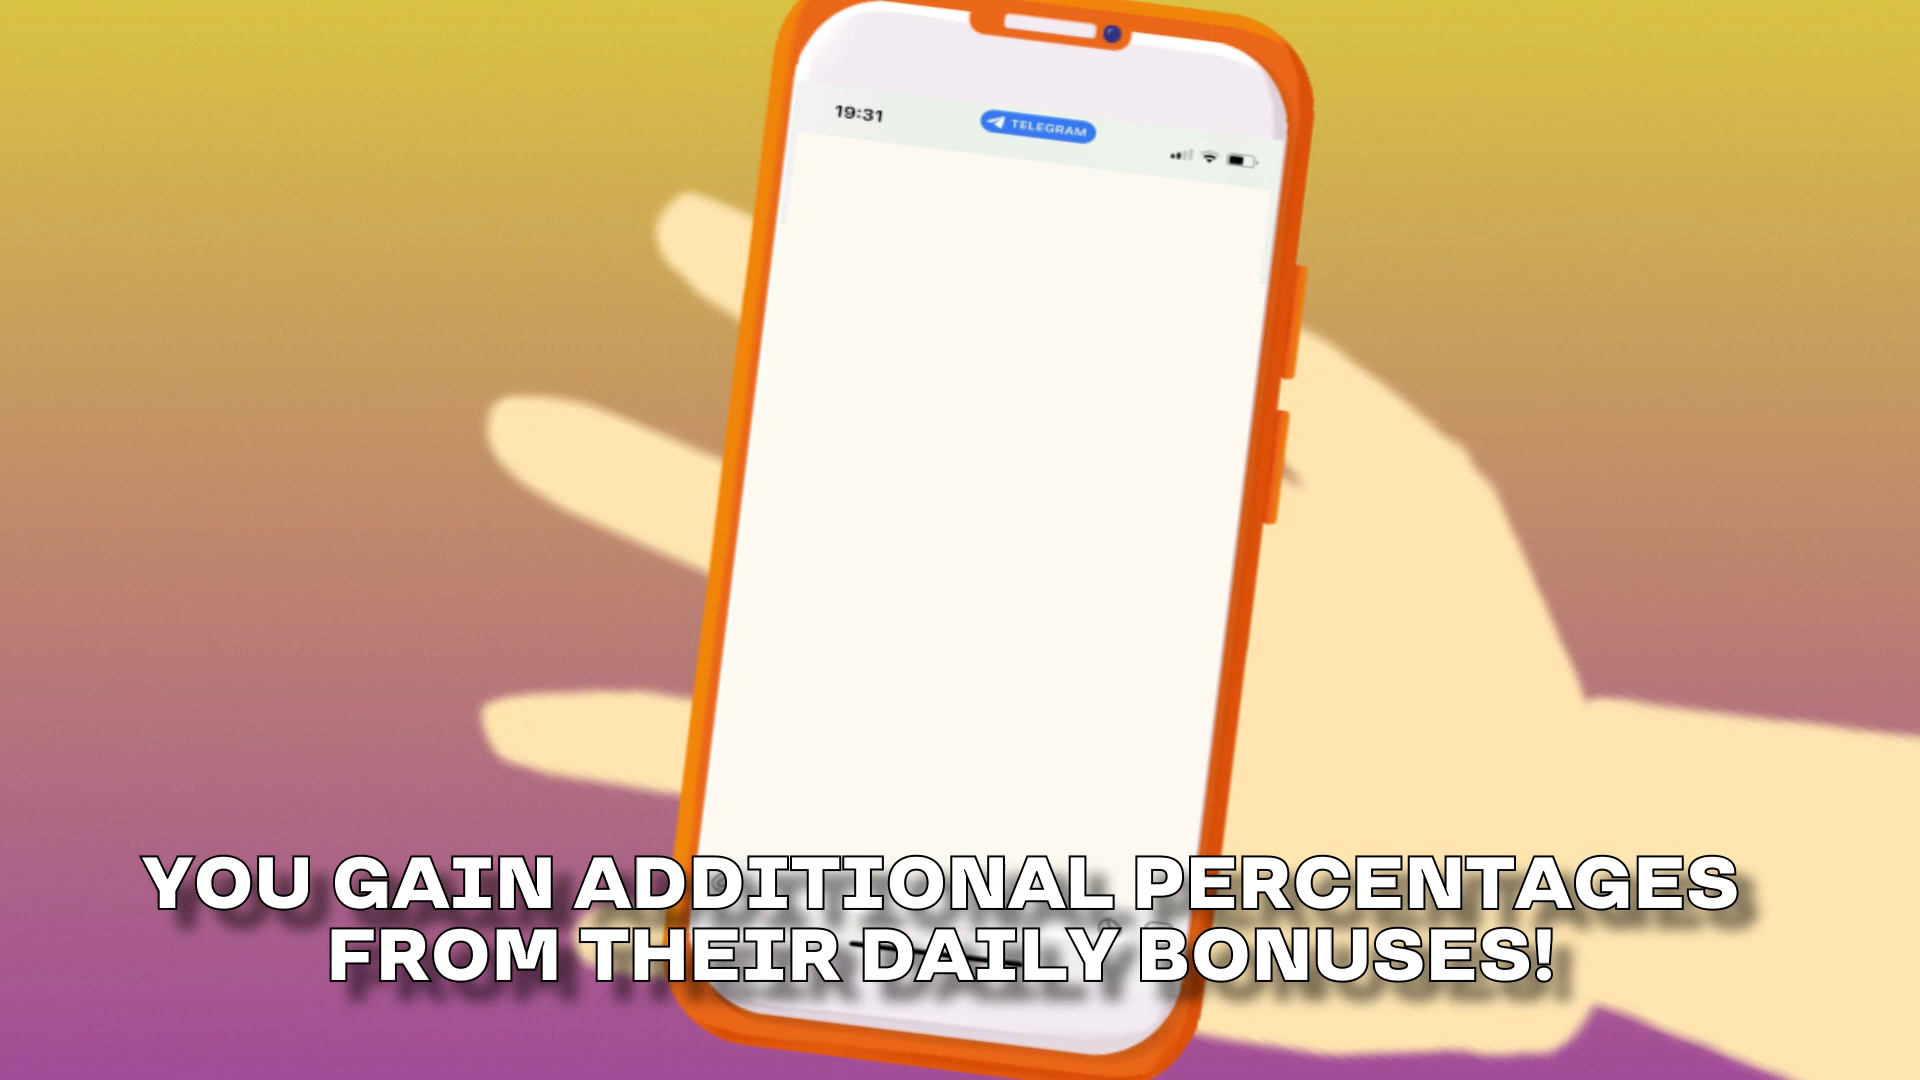 19:31
TELEGRAM
YOU GAIN ADDITIONAL PERCENTAGES
FROM THEIR DAILY BONUSES!